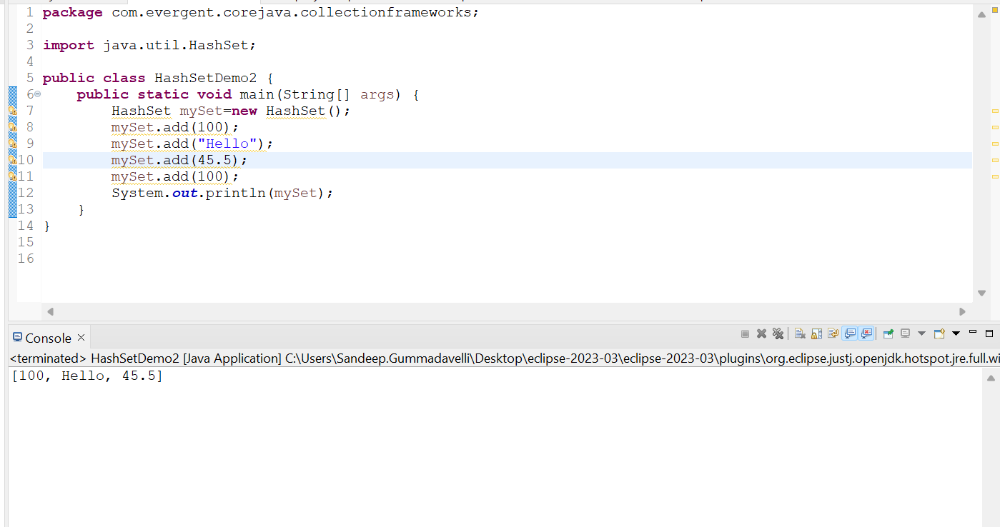 1 package com.evergent.corejava.collectionframeworks;
2
3 import java.util.HashSet;
4
5 public class HashSetDemo2 {
6 public static void main(String[] args) {
7 HashSet mySet=new HashSet();
8 mySet.add(100);
9 mySet.add("Hello");
10 mySet.add(45.5);
11 mySet.add(100);
12 System.out.println(mySet);
13 }
14 }
15
16
Console
<terminated> HashSetDemo2 [Java Application] C:\Users\Sandeep.Gummadavelli\Desktop\eclipse-2023-03\eclipse-2023-03\plugins\org.eclipse.justj.openjdk.hotspot.jre.full.wi
[100, Hello, 45.5]